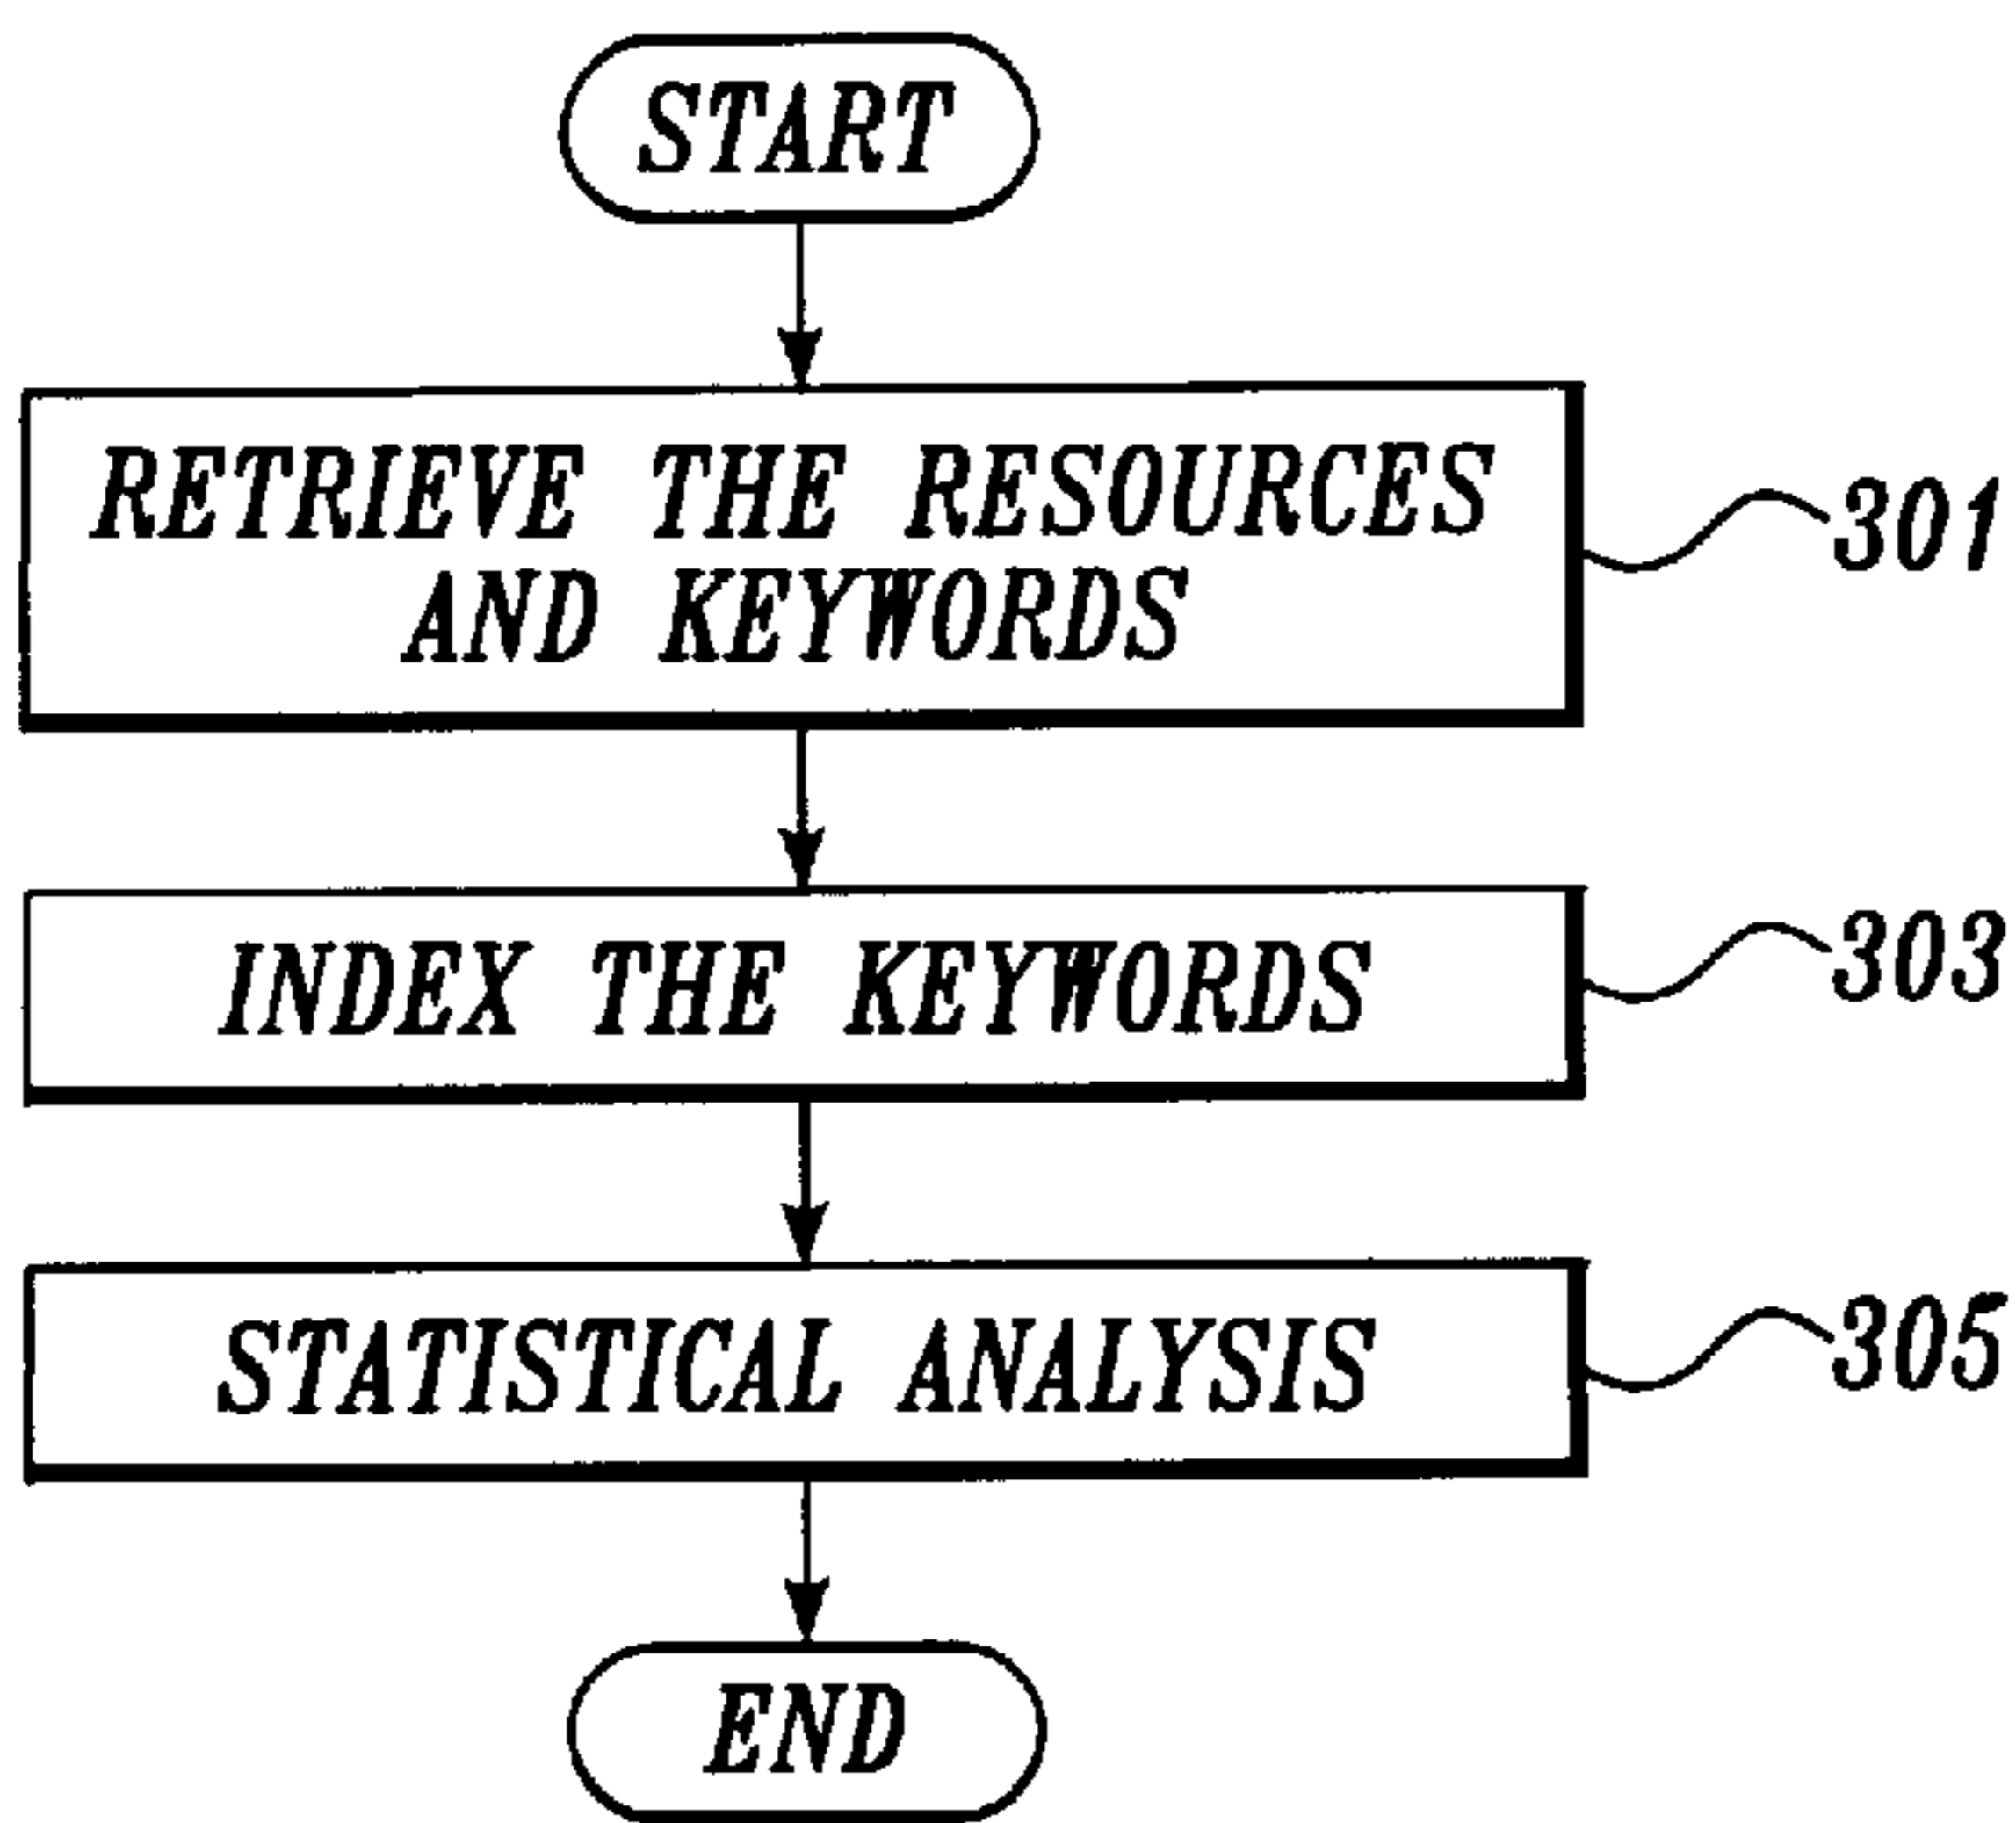 START
RETRIEVE THE RESOURCES
AND KEYWORDS
301
INDEX THE KEYWORDS
303
STATISTICAL ANALYSIS
305
END